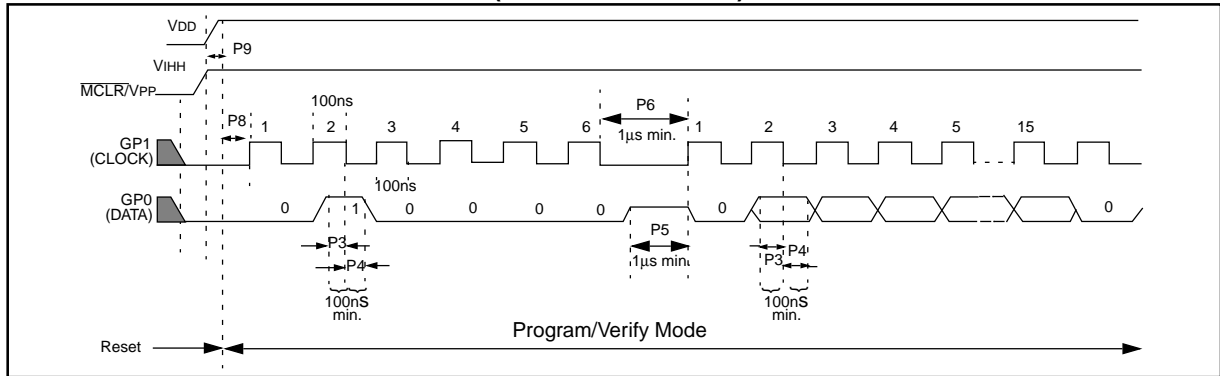 VDD
P9
VIHH
MCLR/VPP
100ns
P6
P8
1 2 3 4 5 6 1μs min. 1 2 3 4 5 15
GP1
(CLOCK)
100ns
GP0
(DATA)
0 1 0 0 0 0 0 0
P5
P3
P4
1μs min.
P3 P4
100nS
min.
100nS
min.
Program/Verify Mode
Reset